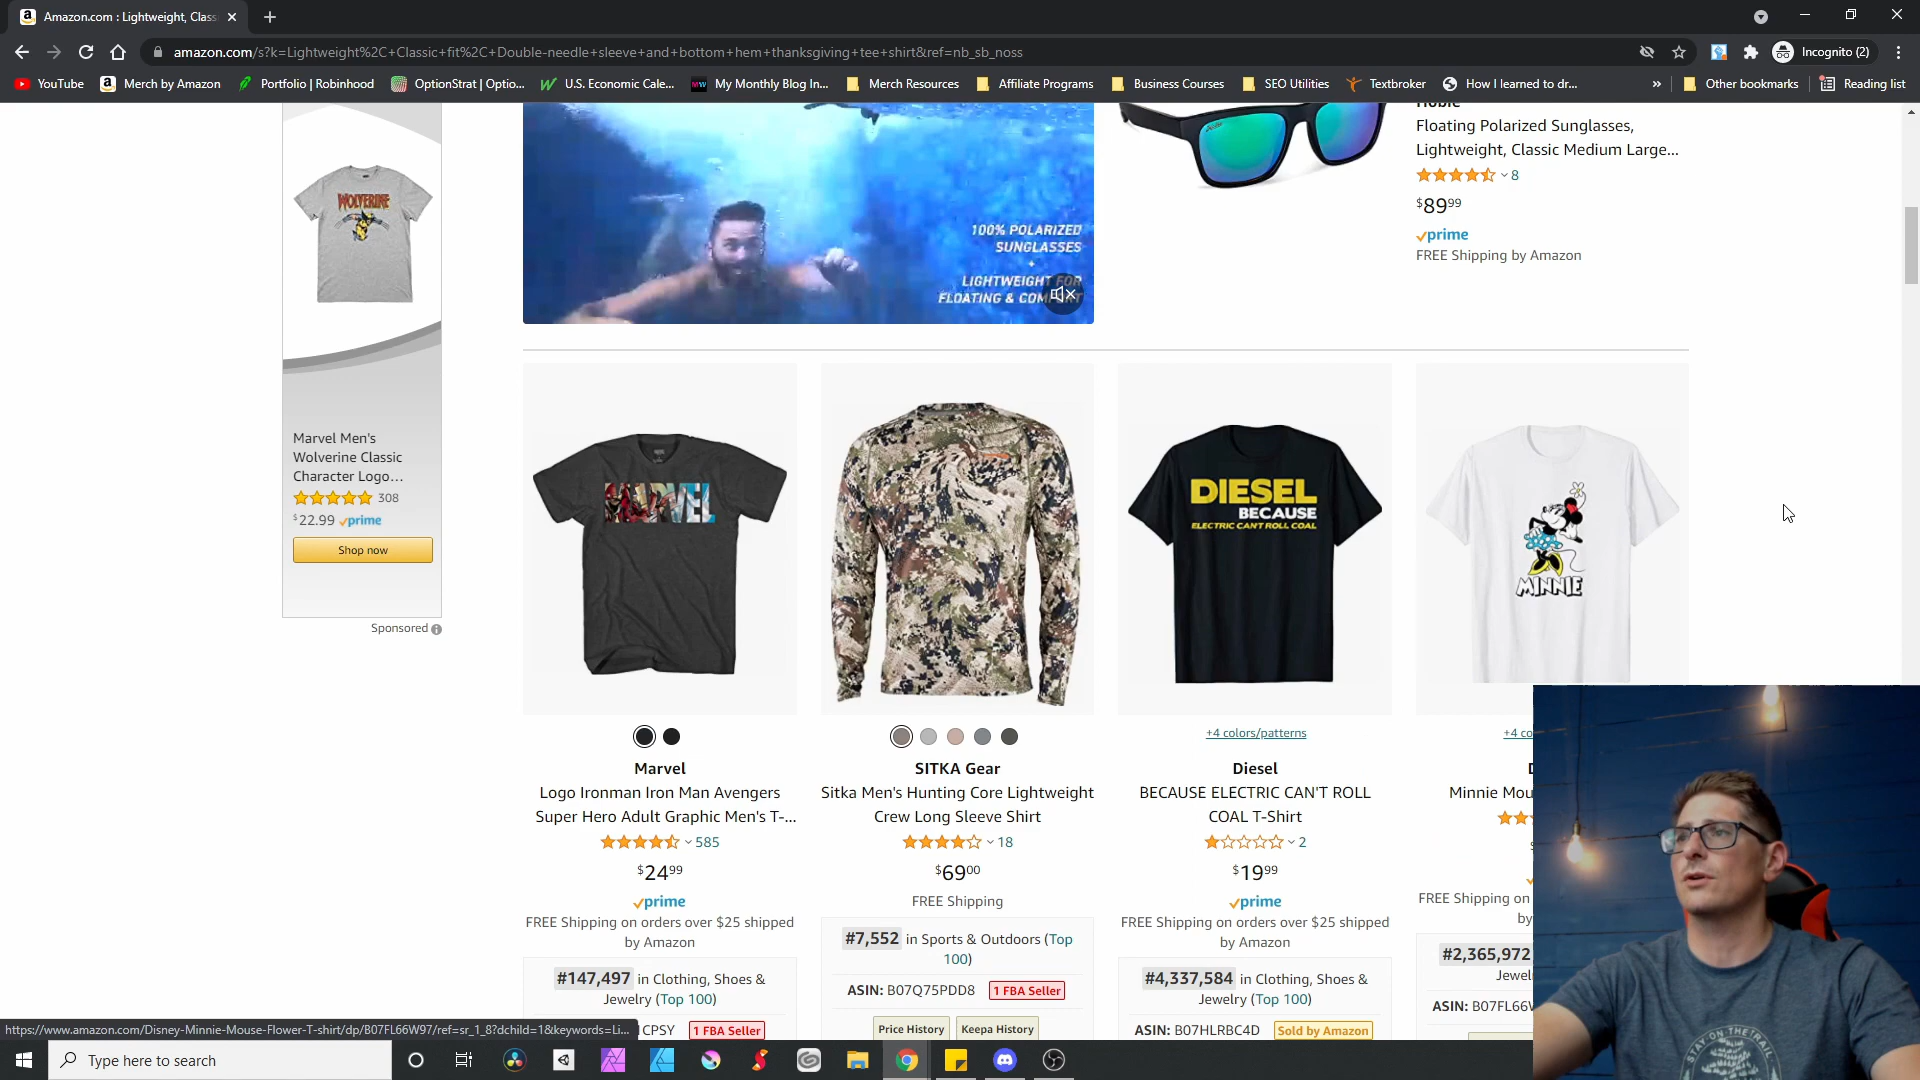 Amazon.com : Lightweight, Class
amazon.com/s?k=Lightweight%2C+Classic+fit%2C+Double-needle+sleeve+and+bottom+hem+thanksgiving+tee+shirt&ref=nb_sb_noss
Incognito (2)
YouTube
Merch by Amazon
Portfolio | Robinhood
OptionStrat | Optio...
U.S. Economic Cale...
My Monthly Blog In...
Merch Resources
Affiliate Programs
Business Courses
SEO Utilities
Textbroker
How I learned to dr...
»
Other bookmarks
Reading list
WOLVERINE
Marvel Men's
Wolverine Classic
Character Logo...
308
$22.99 prime
Shop now
Sponsored
100% POLARIZED
SUNGLASSES
+
LIGHTWEIGHT FOR
FLOATING & COMFORT
Hobie
Floating Polarized Sunglasses,
Lightweight, Classic Medium Large...
8
$89.99
prime
FREE Shipping by Amazon
MARVEL
Marvel
Logo Ironman Iron Man Avengers
Super Hero Adult Graphic Men's T-...
585
$24.99
prime
FREE Shipping on orders over $25 shipped
by Amazon
#147,497 in Clothing, Shoes &
Jewelry (Top 100)
CPSY 1 FBA Seller
SITKA Gear
Sitka Men's Hunting Core Lightweight
Crew Long Sleeve Shirt
18
$69.00
FREE Shipping
#7,552 in Sports & Outdoors (Top
100)
ASIN: B07Q75PDD8 1 FBA Seller
Price History Keepa History
DIESEL
BECAUSE
ELECTRIC CAN'T ROLL COAL
+4 colors/patterns
Diesel
BECAUSE ELECTRIC CAN'T ROLL
COAL T-Shirt
2
$19.99
prime
FREE Shipping on orders over $25 shipped
by Amazon
#4,337,584 in Clothing, Shoes &
Jewelry (Top 100)
ASIN: B07HLRBC4D Sold by Amazon
MINNIE
+4 co
Minnie Mou
FREE Shipping on
by
#2,365,972
Jewel
ASIN: B07FL66W
STAY ON THE TRAIL
https://www.amazon.com/Disney-Minnie-Mouse-Flower-T-shirt/dp/B07FL66W97/ref=sr_1_8?dchild=1&keywords=Li...
Type here to search